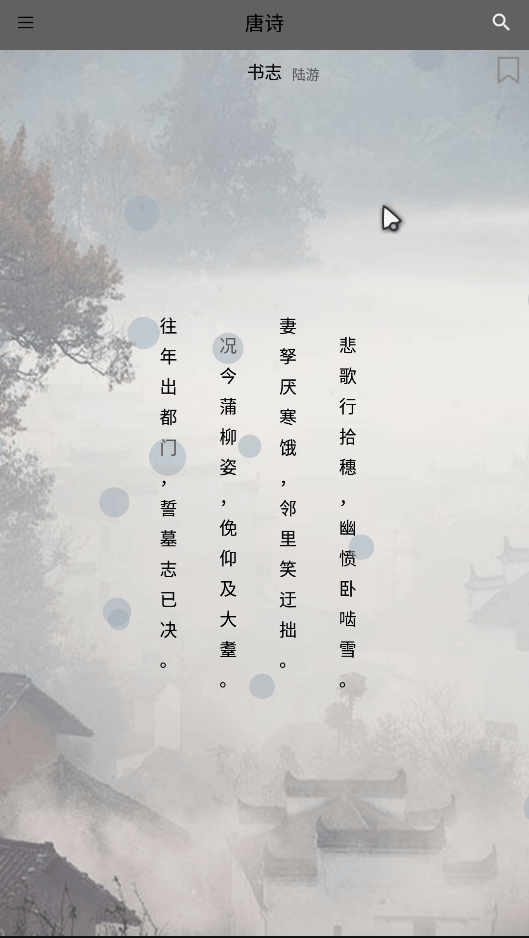 唐诗
书志 陆游
往年出都门，誓墓志已决。
况今蒲柳姿，俛仰及大耋。
妻孥厌寒饿，邻里笑迂拙。
悲歌行拾穗，幽愤卧啮雪。